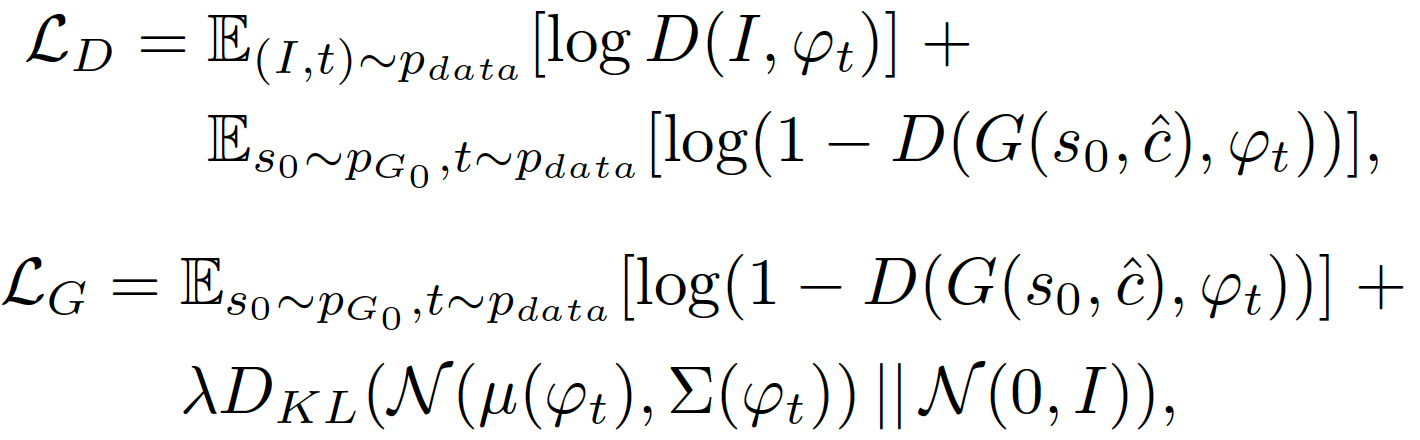 ℒ_D = 𝔼_{(I,t)∼p_{data}}[log D(I, φ_t)] +
𝔼_{s_0∼p_{G_0},t∼p_{data}}[log(1 − D(G(s_0, ĉ), φ_t))],
ℒ_G = 𝔼_{s_0∼p_{G_0},t∼p_{data}}[log(1 − D(G(s_0, ĉ), φ_t))] +
λD_{KL}(𝒩(μ(φ_t), Σ(φ_t)) || 𝒩(0, I)),